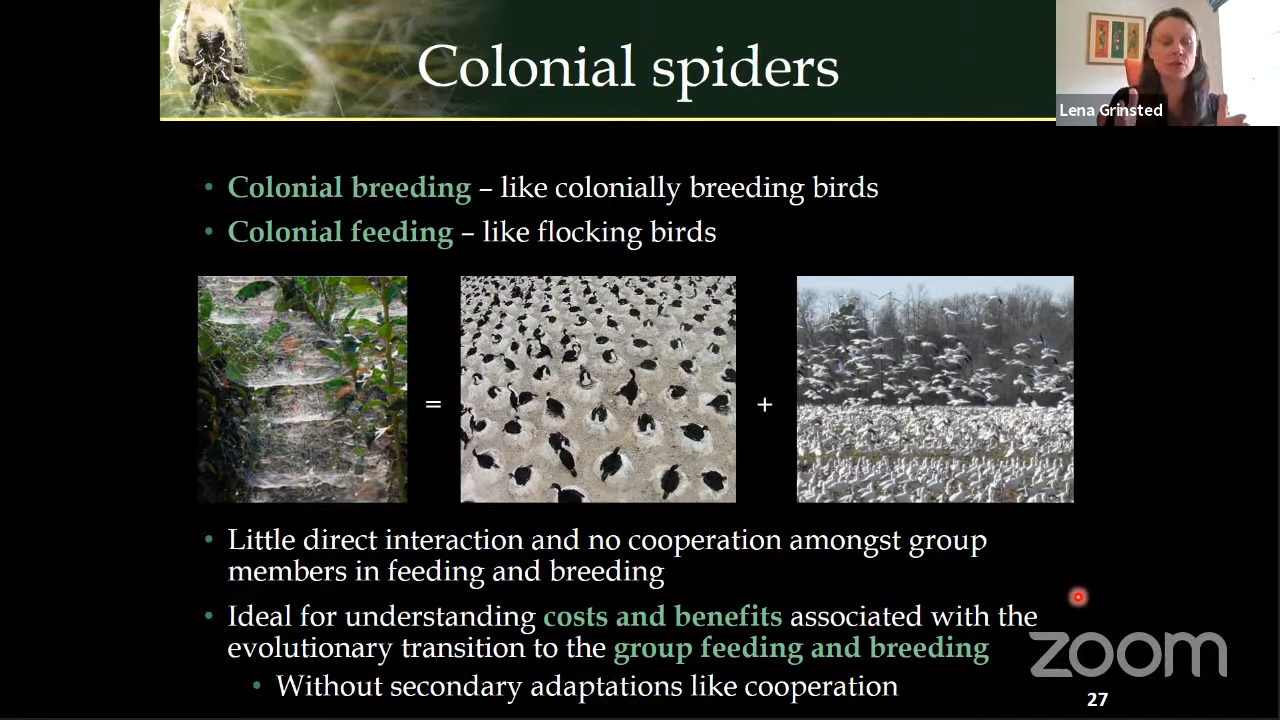 Colonial spiders
Lena Grinsted
• Colonial breeding – like colonially breeding birds
• Colonial feeding – like flocking birds
=
+
• Little direct interaction and no cooperation amongst group
members in feeding and breeding
• Ideal for understanding costs and benefits associated with the
evolutionary transition to the group feeding and breeding
• Without secondary adaptations like cooperation
zoom
27